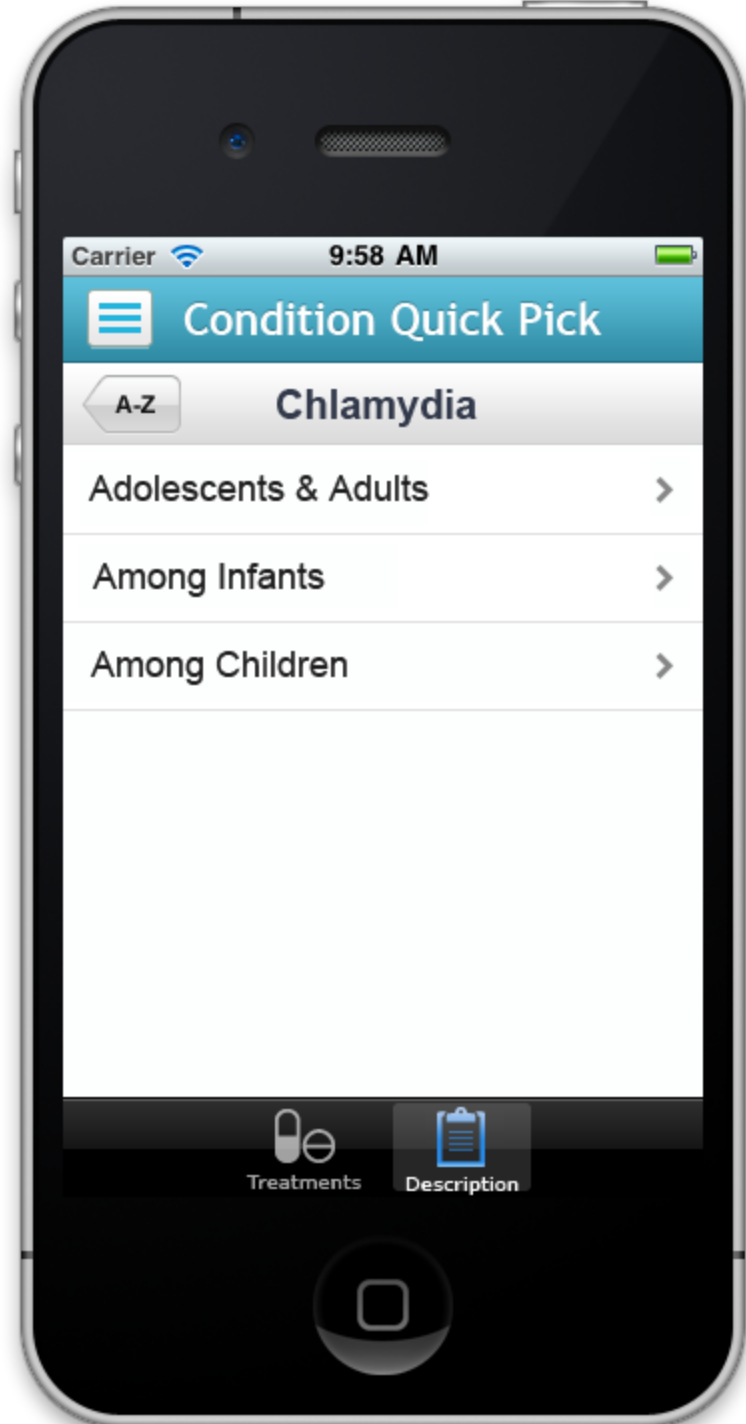 Carrier 9:58 AM
Condition Quick Pick
A-Z Chlamydia
Adolescents & Adults
Among Infants
Among Children
Treatments Description